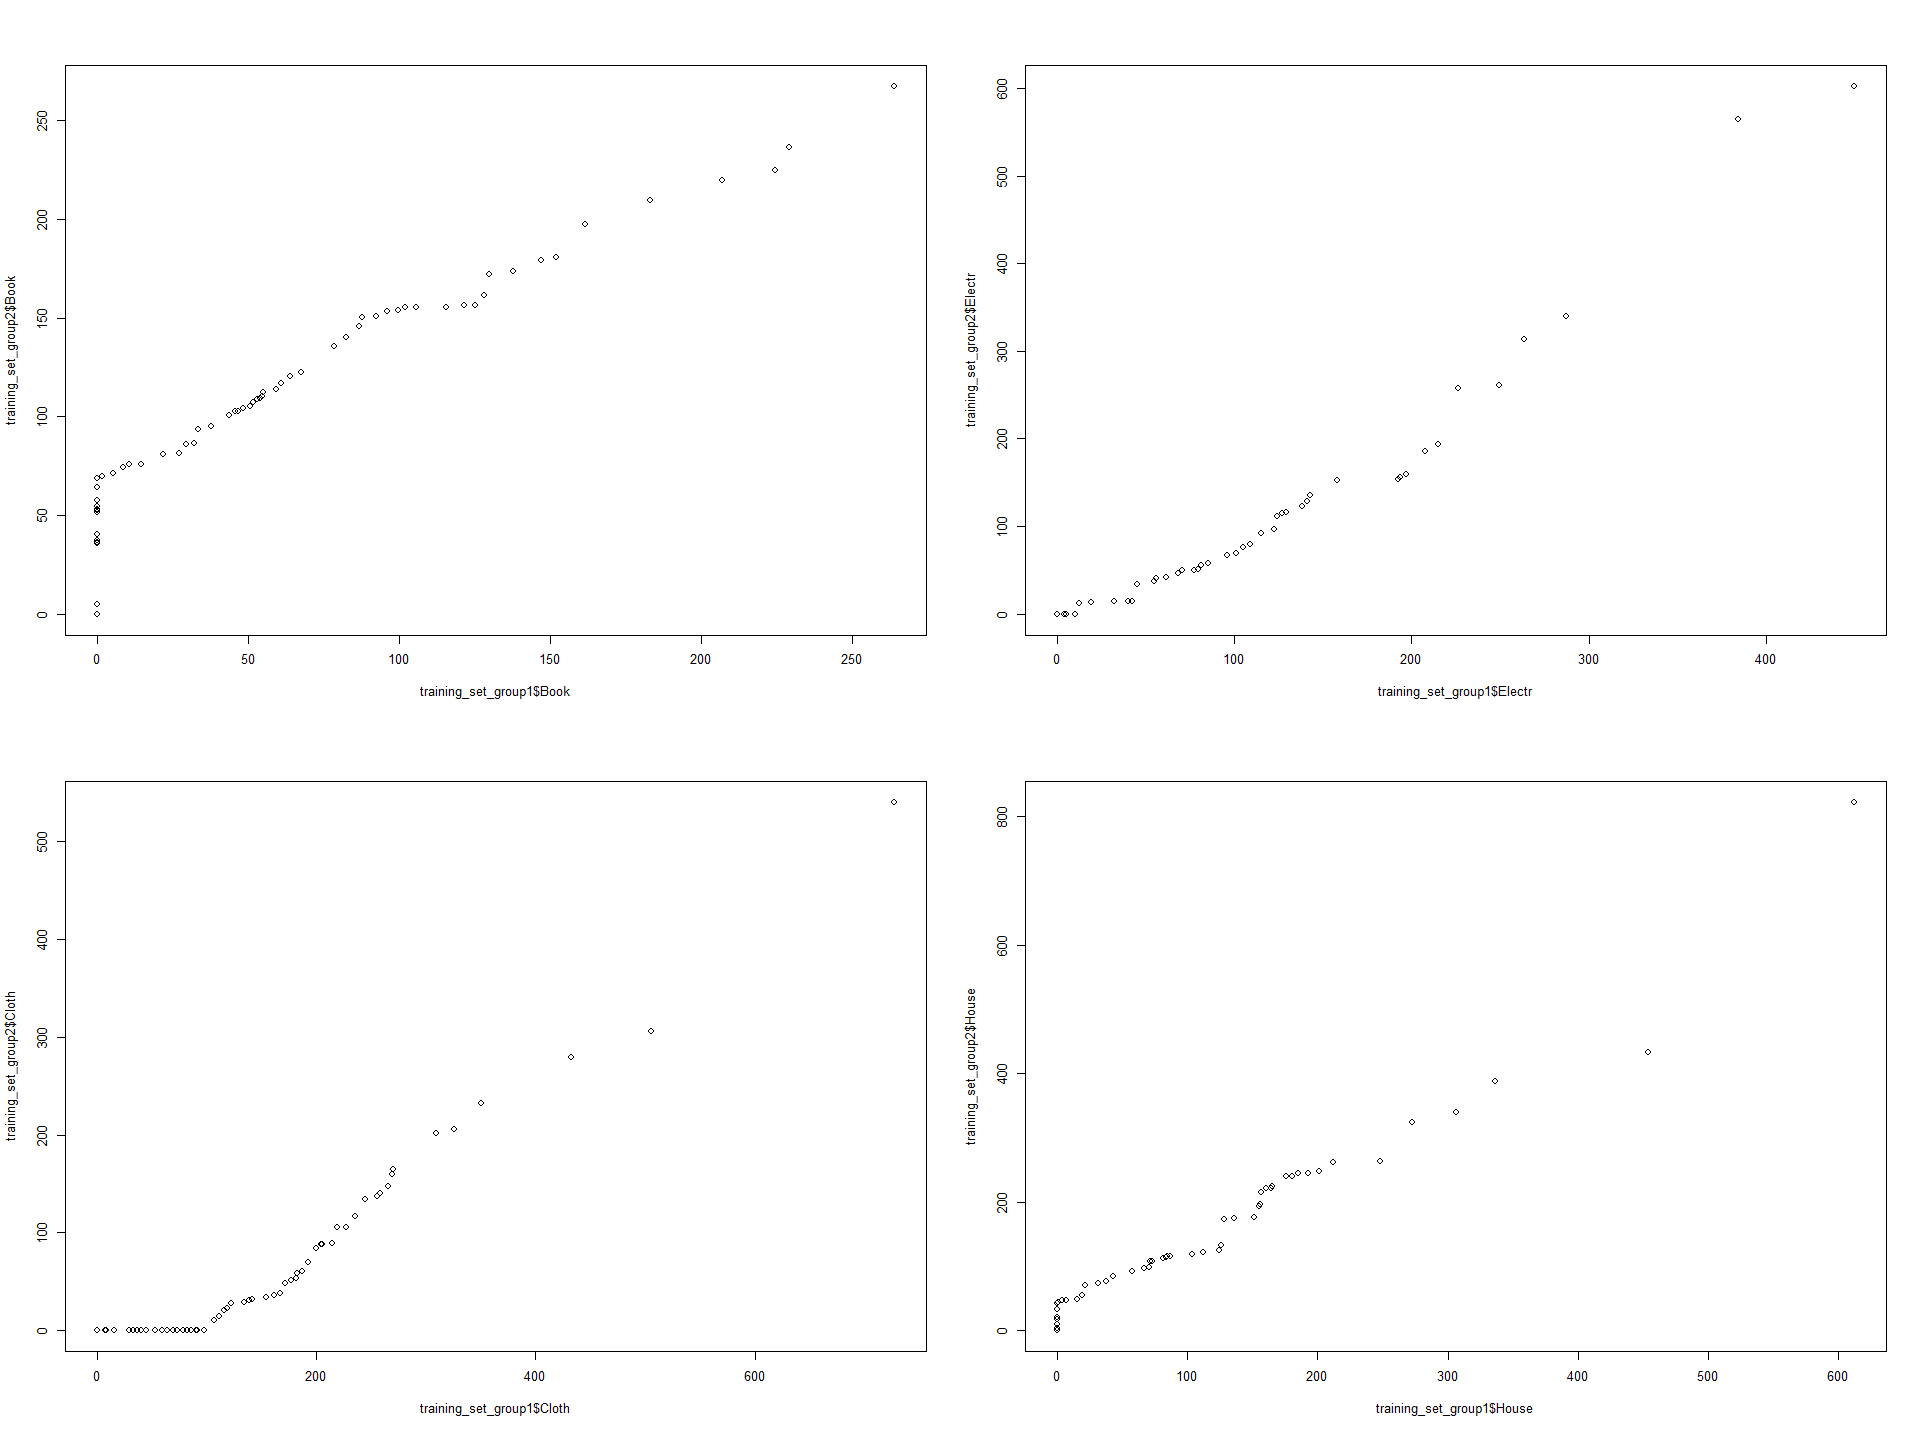 training_set_group2$Book
250
200
150
100
50
0
0 50 100 150 200 250
training_set_group1$Book
training_set_group2$Electr
600
500
400
300
200
100
0
0 100 200 300 400
training_set_group1$Electr
training_set_group2$Cloth
500
400
300
200
100
0
0 200 400 600
training_set_group1$Cloth
training_set_group2$House
800
600
400
200
0
0 100 200 300 400 500 600
training_set_group1$House